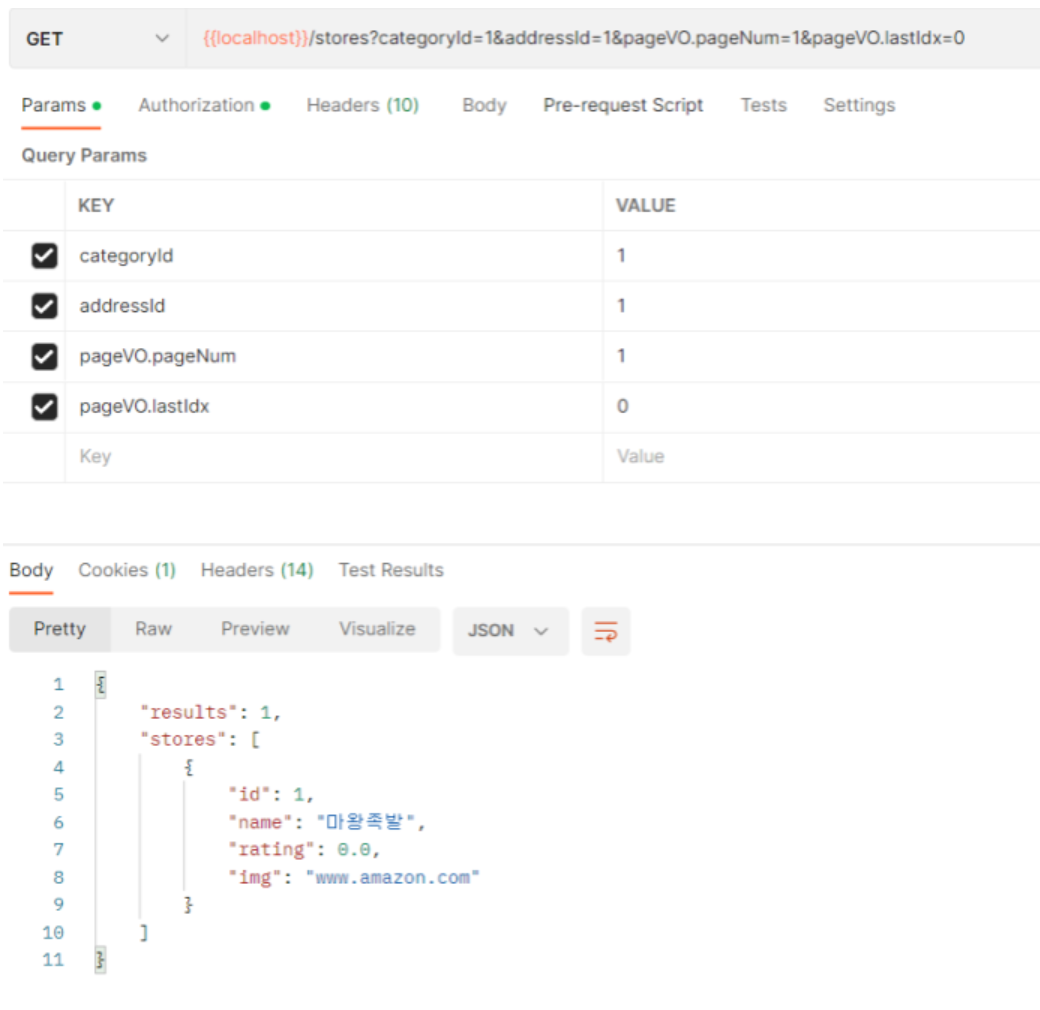 GET {{localhost}}/stores?categoryId=1&addressId=1&pageVO.pageNum=1&pageVO.lastIdx=0
Params Authorization Headers (10) Body Pre-request Script Tests Settings
Query Params
KEY VALUE
categoryId 1
addressId 1
pageVO.pageNum 1
pageVO.lastIdx 0
Key Value
Body Cookies (1) Headers (14) Test Results
Pretty Raw Preview Visualize JSON
1 {
2 "results": 1,
3 "stores": [
4 {
5 "id": 1,
6 "name": "마왕족발",
7 "rating": 0.0,
8 "img": "www.amazon.com"
9 }
10 ]
11 }